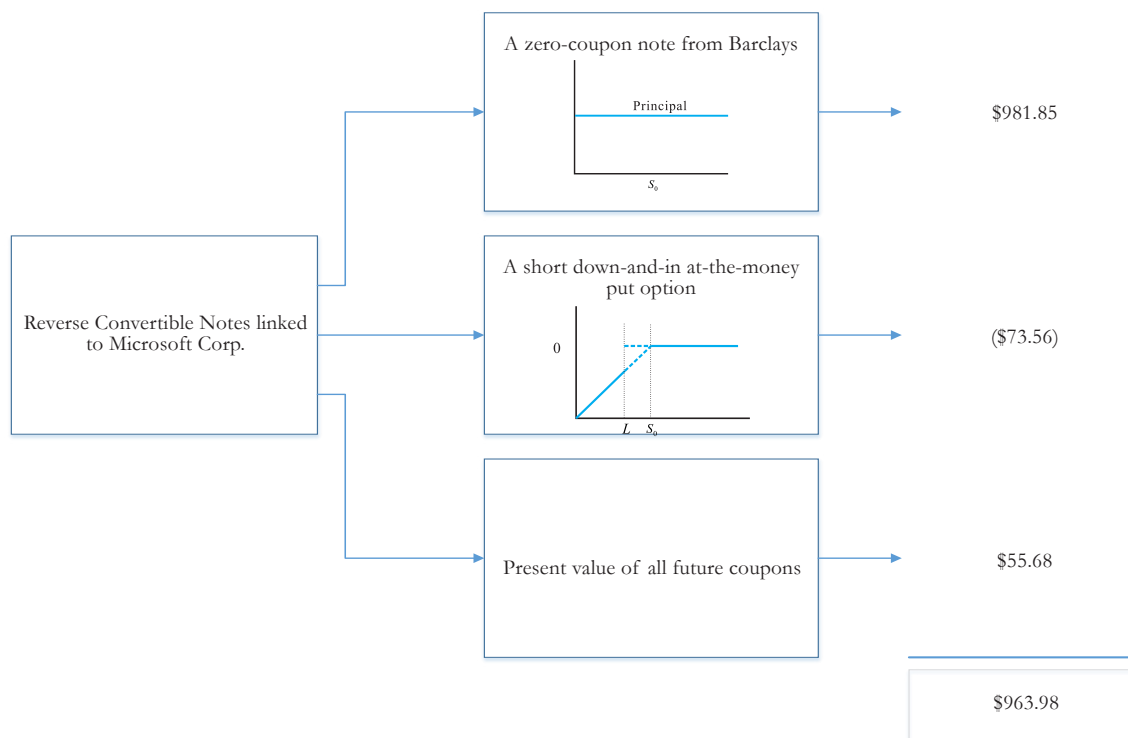 A zero-coupon note from Barclays
Principal
S0
$981.85
Reverse Convertible Notes linked
to Microsoft Corp.
A short down-and-in at-the-money
put option
0
L S0
($73.56)
Present value of all future coupons
$55.68
$963.98